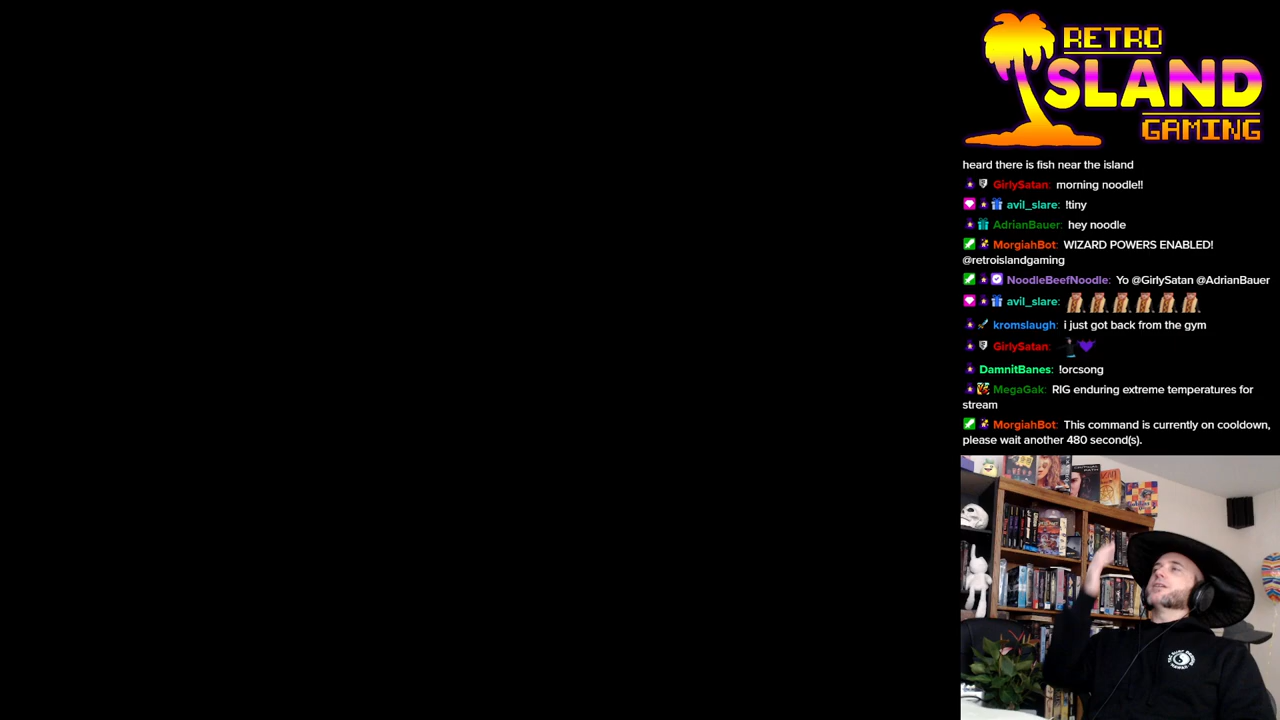 RETRO
ISLAND
GAMING
heard there is fish near the island
GirlySatan: morning noodle!!
avil_slare: !tiny
AdrianBauer: hey noodle
MorgiahBot: WIZARD POWERS ENABLED!
@retroislandgaming
NoodleBeefNoodle: Yo @GirlySatan @AdrianBauer
avil_slare:
kromslaugh: i just got back from the gym
GirlySatan:
DamnitBanes: !orcsong
MegaGak: RIG enduring extreme temperatures for
stream
MorgiahBot: This command is currently on cooldown,
please wait another 480 second(s).